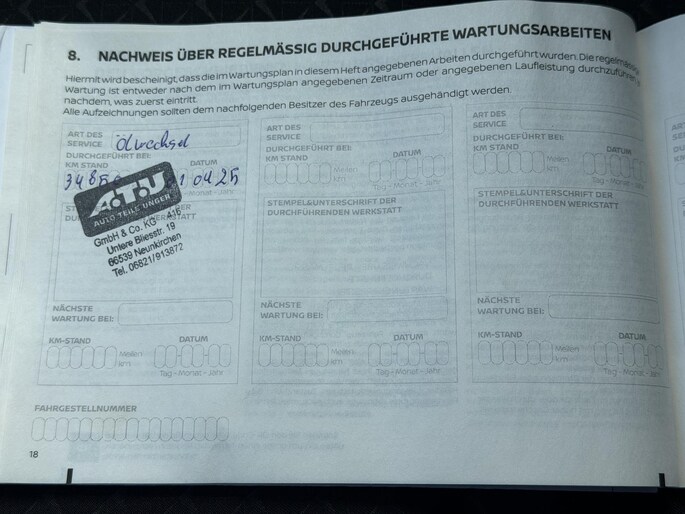 8. NACHWEIS ÜBER REGELMÄSSIG DURCHGEFÜHRTE WARTUNGSARBEITEN
Hiermit wird bescheinigt, dass die im Wartungsplan in diesem Heft angegebenen Arbeiten durchgeführt wurden. Die regelmässige
Wartung ist entweder nach dem im Wartungsplan angegebenen Zeitraum oder angegebenen Laufleistung durchzuführen,
nachdem, was zuerst eintritt.
Alle Aufzeichnungen sollten dem nachfolgenden Besitzer des Fahrzeugs ausgehändigt werden.
ART DES
SERVICE Ölwechsel
DURCHGEFÜHRT BEI:
KM STAND DATUM
3485 1 04 25
A.T.U
AUTO TEILE UNGER
GmbH & Co. KG - 416
Untere Bliesstr. 19
66539 Neunkirchen
Tel. 06821/913872
NÄCHSTE
WARTUNG BEI:
KM-STAND DATUM
Meilen
km
Tag - Monat - Jahr
ART DES
SERVICE
DURCHGEFÜHRT BEI:
KM STAND DATUM
Meilen
km
Tag - Monat - Jahr
STEMPEL&UNTERSCHRIFT DER
DURCHFÜHRENDEN WERKSTATT
NÄCHSTE
WARTUNG BEI:
KM-STAND DATUM
Meilen
km
Tag - Monat - Jahr
ART DES
SERVICE
DURCHGEFÜHRT BEI:
KM STAND DATUM
Meilen
km
Tag - Monat - Jahr
STEMPEL&UNTERSCHRIFT DER
DURCHFÜHRENDEN WERKSTATT
NÄCHSTE
WARTUNG BEI:
KM-STAND DATUM
Meilen
km
Tag - Monat - Jahr
FAHRGESTELLNUMMER
18